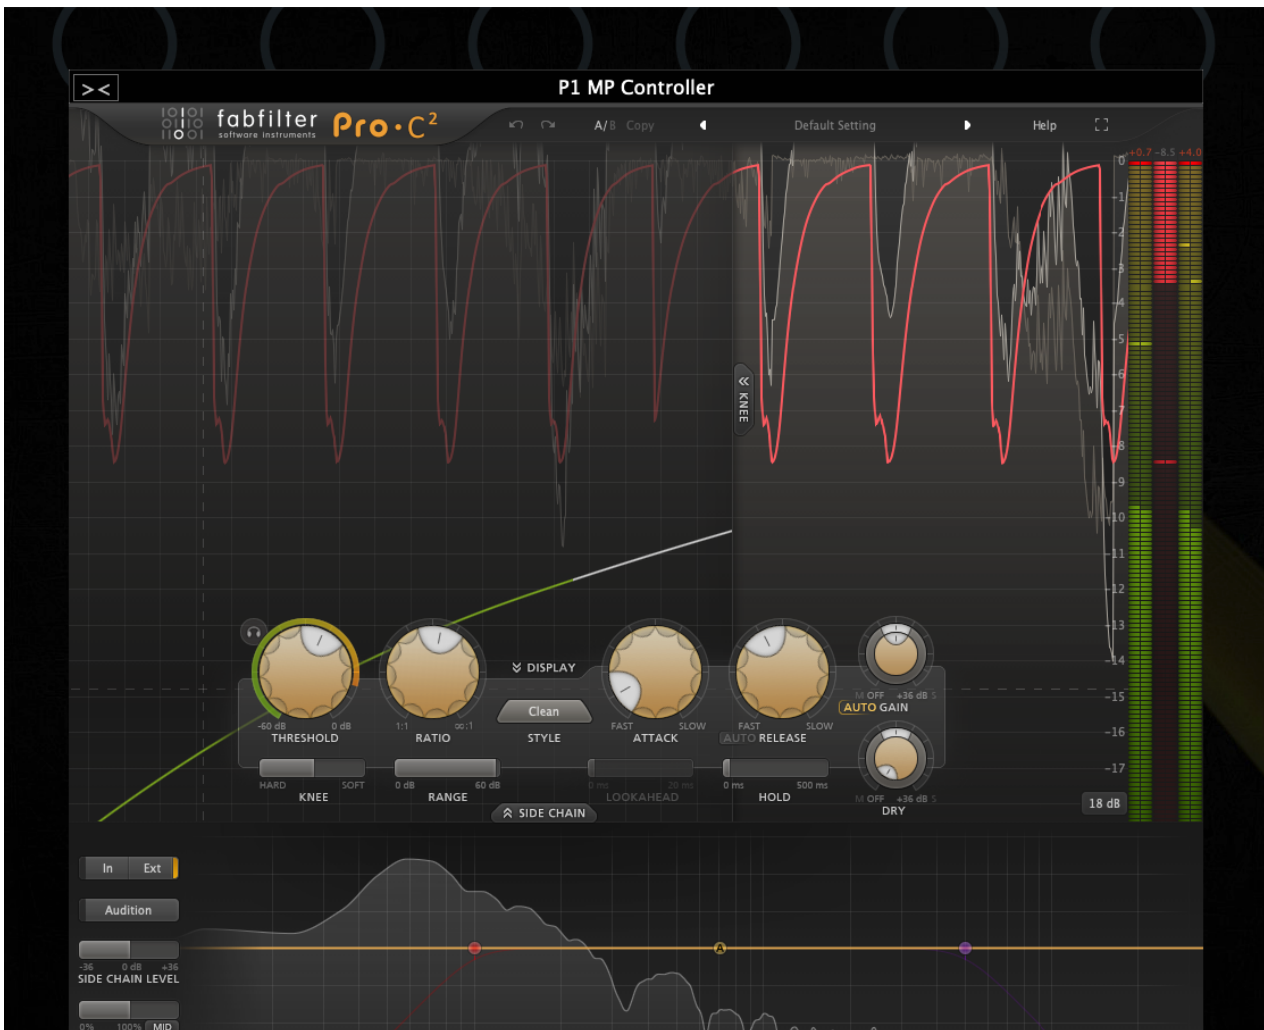 >< P1 MP Controller
fabfilter Pro·C²
software instruments
A/B Copy Default Setting Help
+0.7 -8.5 +4.0
0
-1
-2
-3
-4
-5
-6
-7
-8
-9
-10
-11
-12
-13
-14
-15
-16
-17
18 dB
KNEE
DISPLAY
-60 dB 0 dB
THRESHOLD
1:1 ∞:1
RATIO
Clean
STYLE
FAST SLOW
ATTACK
FAST SLOW
AUTO RELEASE
M OFF +36 dB S
AUTO GAIN
HARD SOFT
KNEE
0 dB 60 dB
RANGE
0 ms 20 ms
LOOKAHEAD
0 ms 500 ms
HOLD
M OFF +36 dB S
DRY
SIDE CHAIN
In Ext
Audition
-36 0 dB +36
SIDE CHAIN LEVEL
0% 100% MID
A